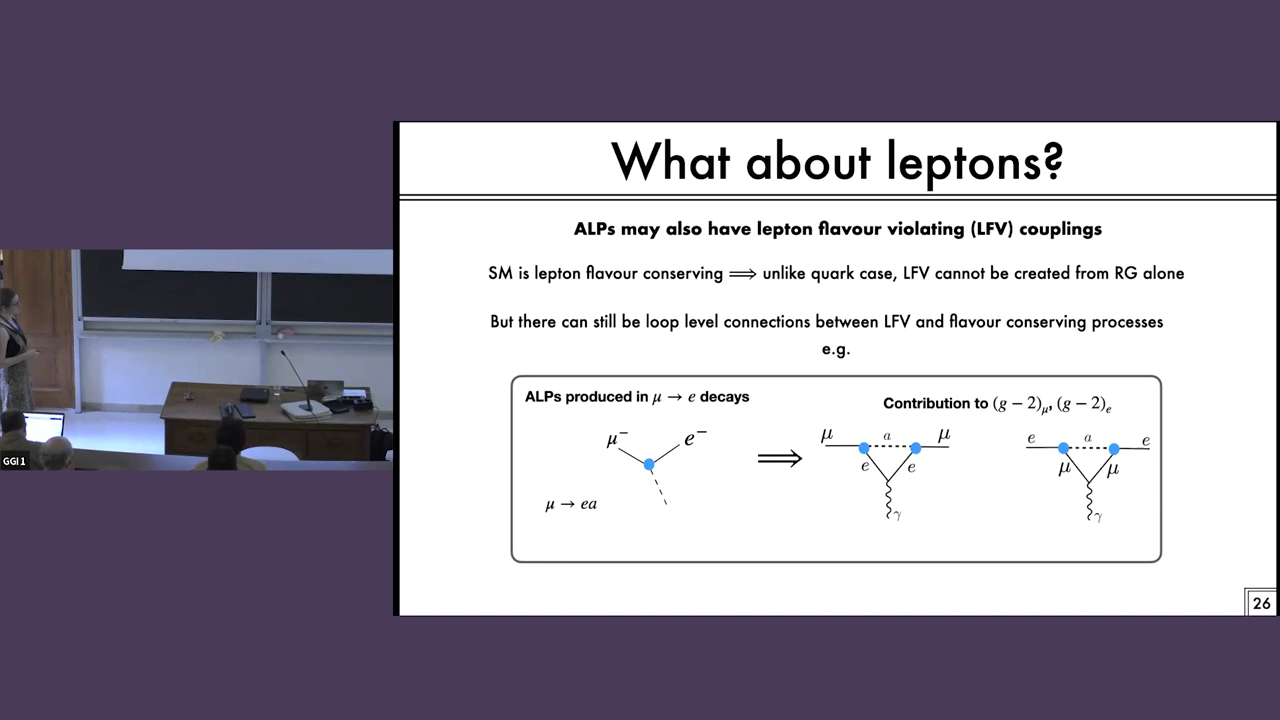 What about leptons?
ALPs may also have lepton flavour violating (LFV) couplings
SM is lepton flavour conserving ⟹ unlike quark case, LFV cannot be created from RG alone
But there can still be loop level connections between LFV and flavour conserving processes
e.g.
ALPs produced in μ → e decays
Contribution to (g − 2)μ, (g − 2)e
μ− e−
⟹
μ a μ
e e
γ
e a e
μ μ
γ
μ → ea
26
GGI 1